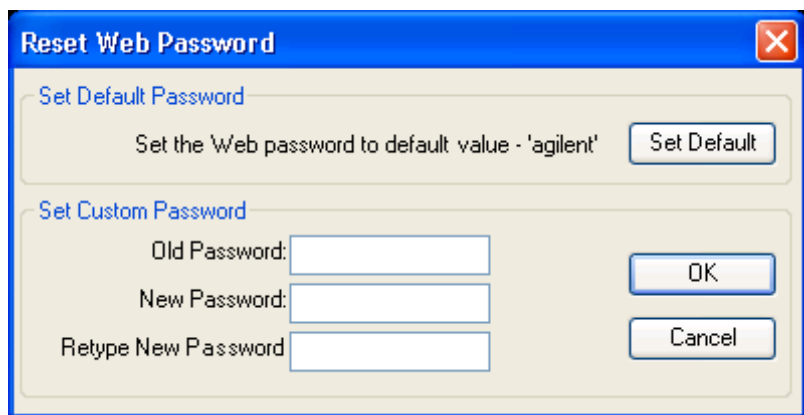 Reset Web Password
Set Default Password
Set the Web password to default value - 'agilent'
Set Default
Set Custom Password
Old Password:
OK
New Password:
Cancel
Retype New Password